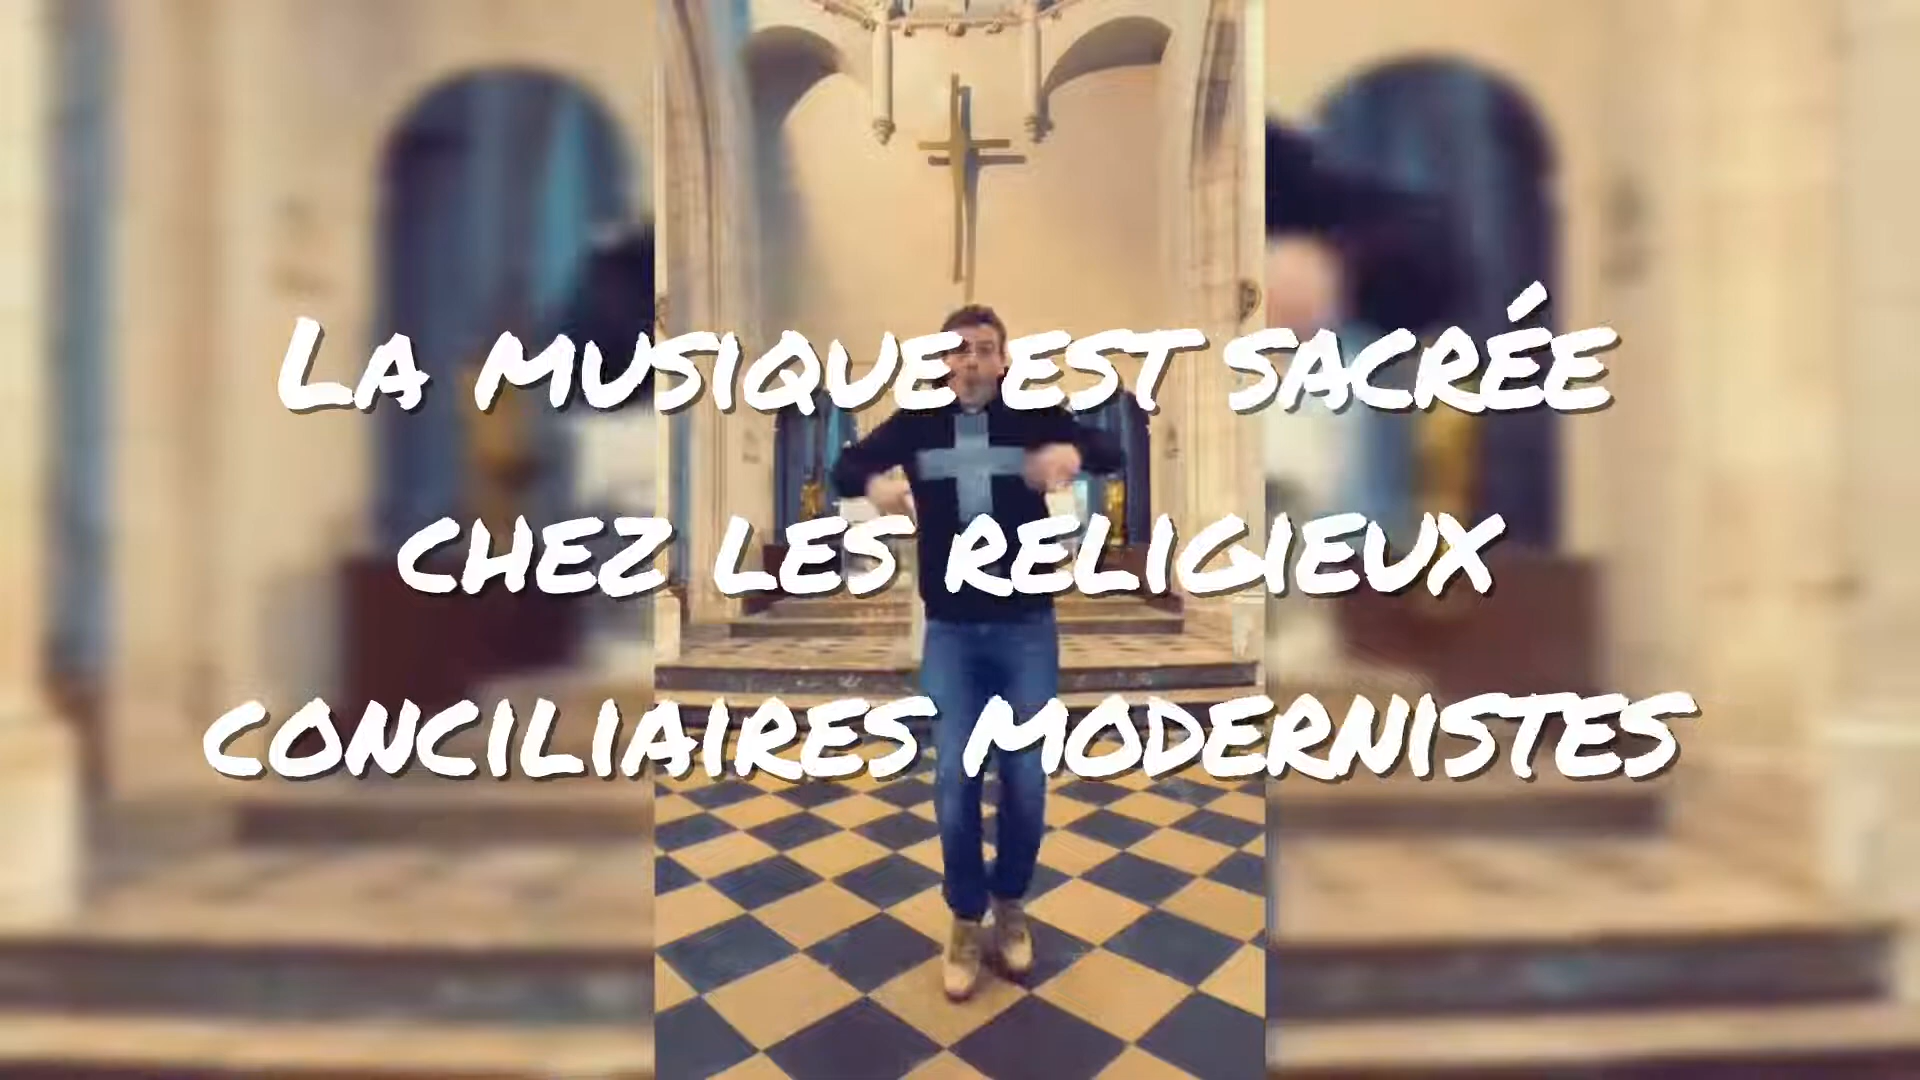 La musique est sacrée
chez les religieux
conciliaires modernistes